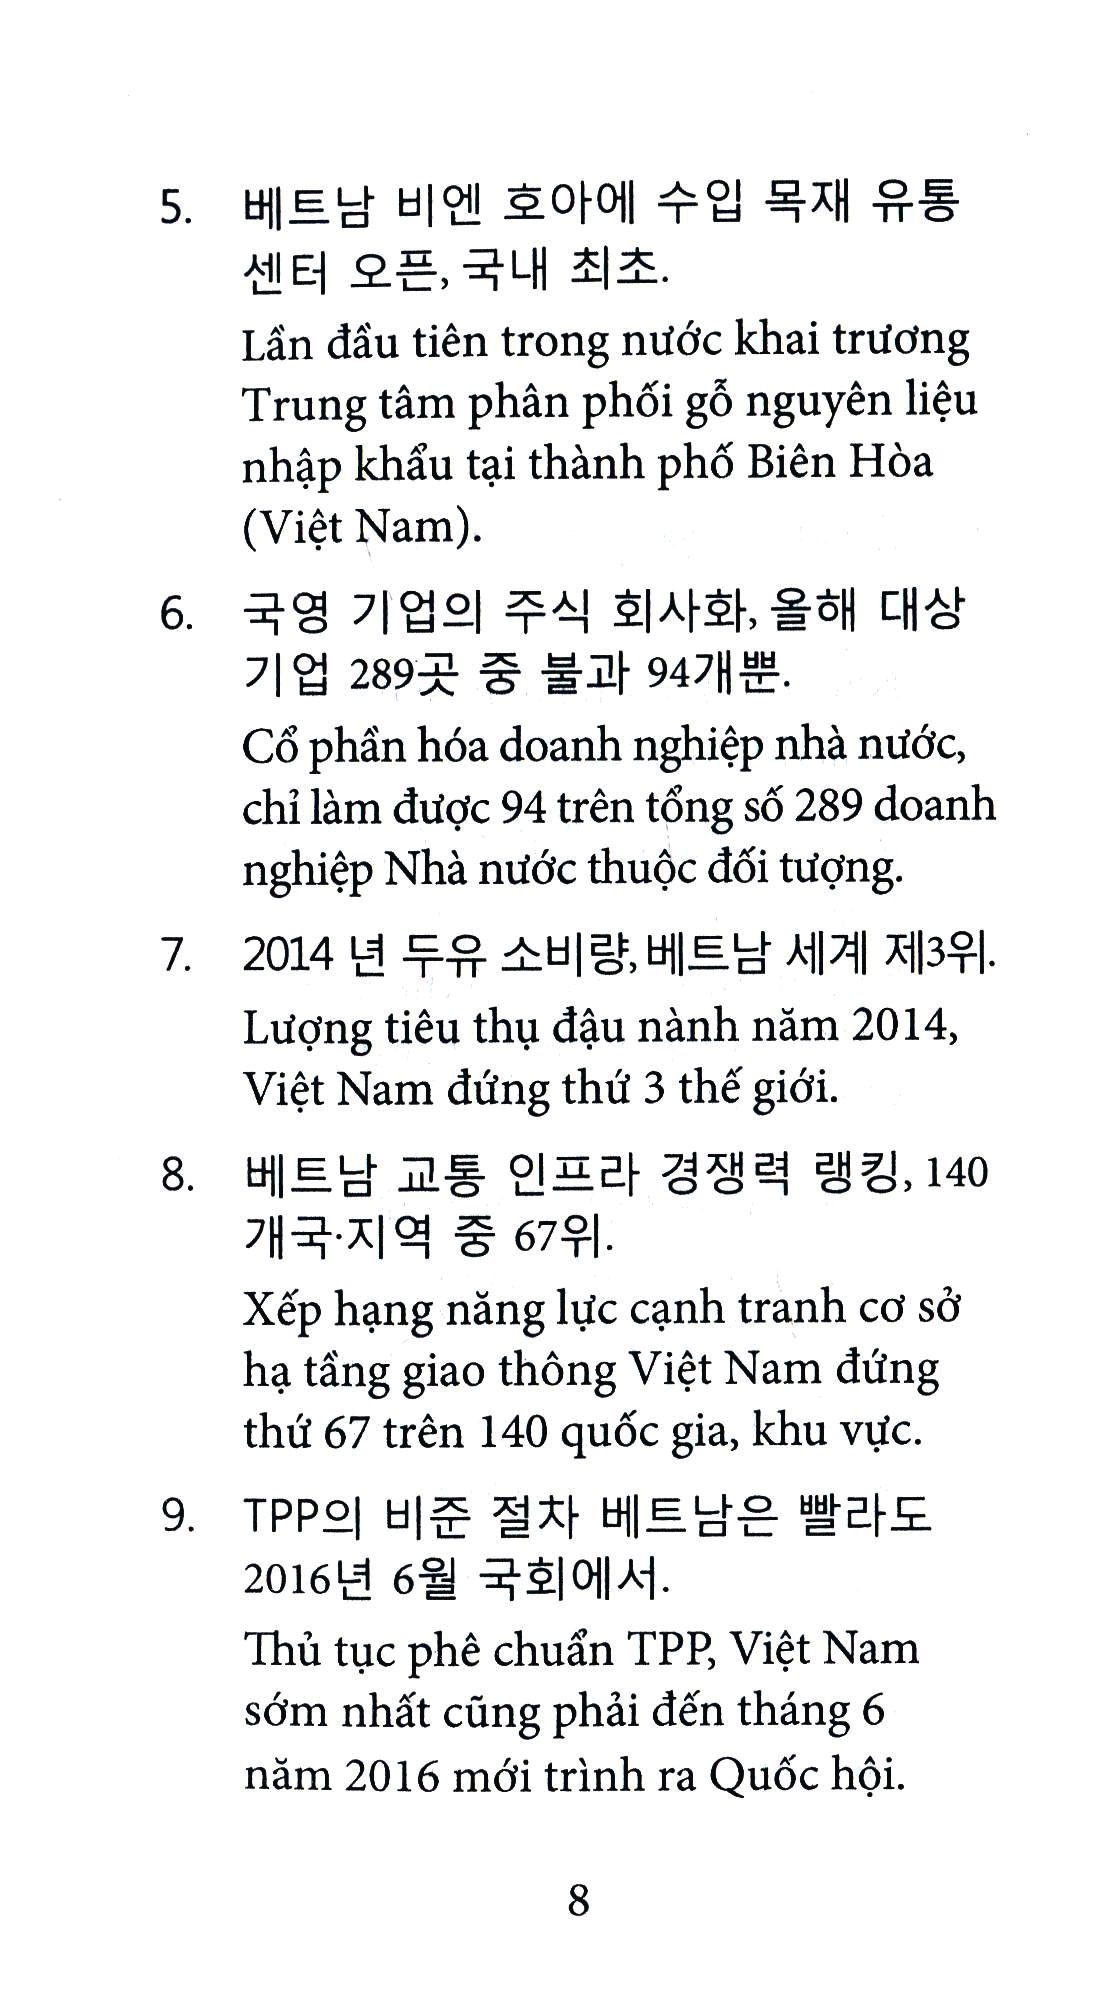 5. 베트남 비엔 호아에 수입 목재 유통
센터 오픈, 국내 최초.
Lần đầu tiên trong nước khai trương
Trung tâm phân phối gỗ nguyên liệu
nhập khẩu tại thành phố Biên Hòa
(Việt Nam).
6. 국영 기업의 주식 회사화, 올해 대상
기업 289곳 중 불과 94개뿐.
Cổ phần hóa doanh nghiệp nhà nước,
chỉ làm được 94 trên tổng số 289 doanh
nghiệp Nhà nước thuộc đối tượng.
7. 2014 년 두유 소비량, 베트남 세계 제3위.
Lượng tiêu thụ đậu nành năm 2014,
Việt Nam đứng thứ 3 thế giới.
8. 베트남 교통 인프라 경쟁력 랭킹, 140
개국·지역 중 67위.
Xếp hạng năng lực cạnh tranh cơ sở
hạ tầng giao thông Việt Nam đứng
thứ 67 trên 140 quốc gia, khu vực.
9. TPP의 비준 절차 베트남은 빨라도
2016년 6월 국회에서.
Thủ tục phê chuẩn TPP, Việt Nam
sớm nhất cũng phải đến tháng 6
năm 2016 mới trình ra Quốc hội.
8